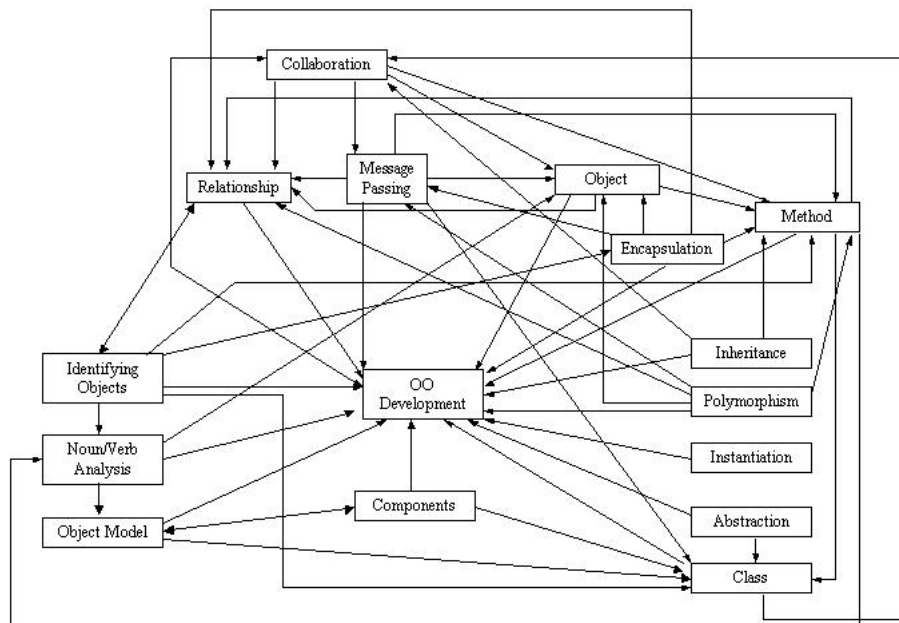 Collaboration
Message
Passing
Relationship
Object
Method
Encapsulation
Identifying
Objects
Inheritance
OO
Development
Polymorphism
Noun/Verb
Analysis
Instantiation
Components
Abstraction
Object Model
Class